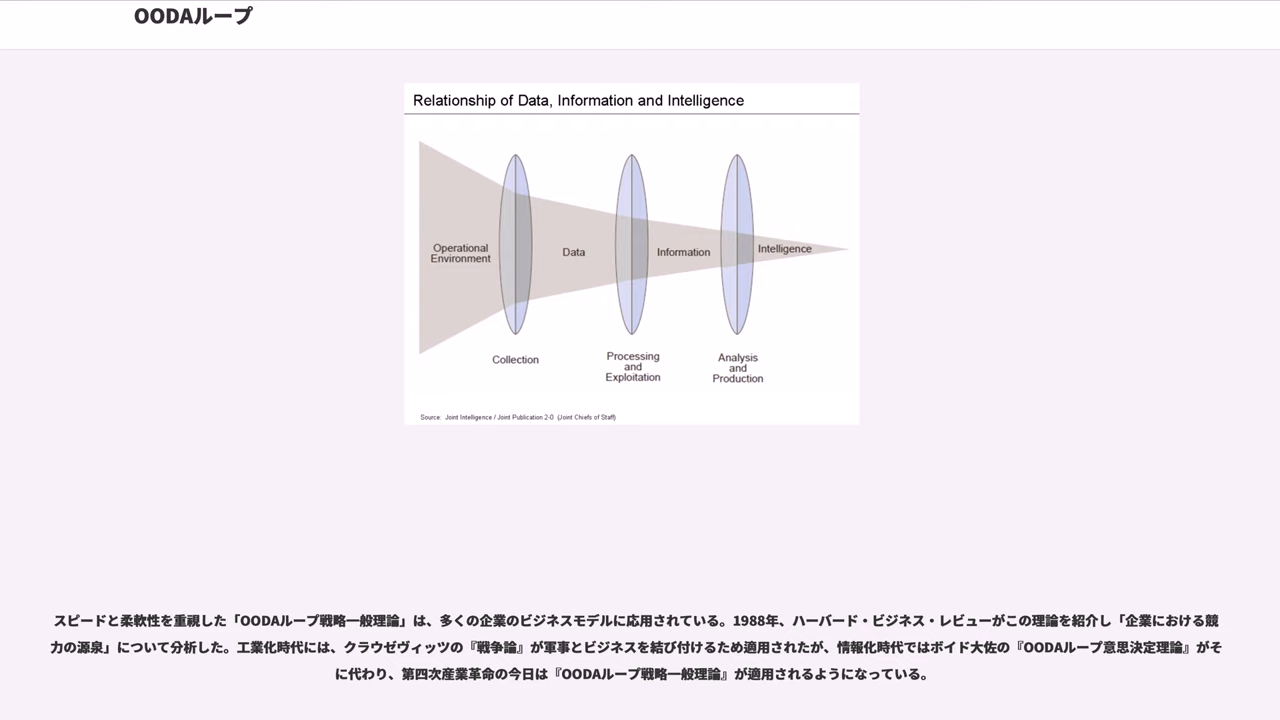 OODAループ
Relationship of Data, Information and Intelligence
Operational
Environment
Data
Information
Intelligence
Collection
Processing
and
Exploitation
Analysis
and
Production
Source: Joint Intelligence / Joint Publication 2-0 (Joint Chiefs of Staff)
スピードと柔軟性を重視した「OODAループ戦略一般理論」は、多くの企業のビジネスモデルに応用されている。1988年、ハーバード・ビジネス・レビューがこの理論を紹介し「企業における競
力の源泉」について分析した。工業化時代には、クラウゼヴィッツの『戦争論』が軍事とビジネスを結び付けるため適用されたが、情報化時代ではボイド大佐の『OODAループ意思決定理論』がそ
に代わり、第四次産業革命の今日は『OODAループ戦略一般理論』が適用されるようになっている。